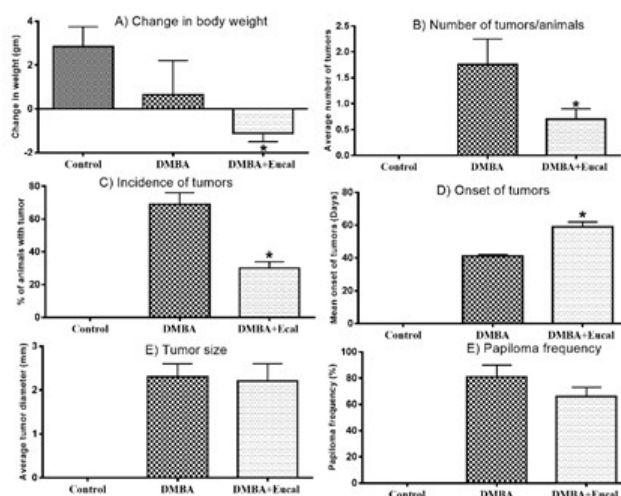 A) Change in body weight
Change in weight (gm)
4
2
0
-2
Control
DMBA
DMBA+Eucal
*
B) Number of tumors/animals
Average number of tumors
2.5
2.0
1.5
1.0
0.5
0.0
*
Control
DMBA
DMBA+Eucal
C) Incidence of tumors
% of animals with tumor
80
60
40
20
0
*
Control
DMBA
DMBA+Ecal
D) Onset of tumors
Mean onset of tumors (Days)
80
60
40
20
0
*
Control
DMBA
DMBA+Eucal
E) Tumor size
Average tumor diameter (mm)
3
2
1
0
Control
DMBA
DMBA+Eucal
E) Papiloma frequency
Papiloma frequency (%)
100
80
60
40
20
0
Control
DMBA
DMBA+Eucal